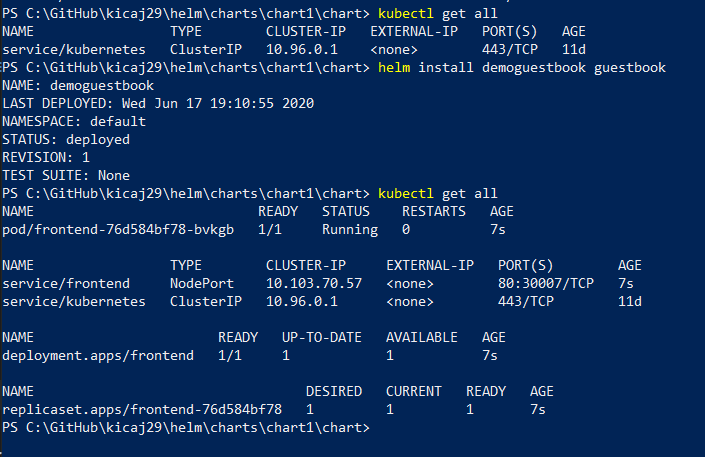 PS C:\GitHub\kicaj29\helm\charts\chart1\chart> kubectl get all
NAME TYPE CLUSTER-IP EXTERNAL-IP PORT(S) AGE
service/kubernetes ClusterIP 10.96.0.1 <none> 443/TCP 11d
PS C:\GitHub\kicaj29\helm\charts\chart1\chart> helm install demoguestbook guestbook
NAME: demoguestbook
LAST DEPLOYED: Wed Jun 17 19:10:55 2020
NAMESPACE: default
STATUS: deployed
REVISION: 1
TEST SUITE: None
PS C:\GitHub\kicaj29\helm\charts\chart1\chart> kubectl get all
NAME READY STATUS RESTARTS AGE
pod/frontend-76d584bf78-bvkgb 1/1 Running 0 7s
NAME TYPE CLUSTER-IP EXTERNAL-IP PORT(S) AGE
service/frontend NodePort 10.103.70.57 <none> 80:30007/TCP 7s
service/kubernetes ClusterIP 10.96.0.1 <none> 443/TCP 11d
NAME READY UP-TO-DATE AVAILABLE AGE
deployment.apps/frontend 1/1 1 1 7s
NAME DESIRED CURRENT READY AGE
replicaset.apps/frontend-76d584bf78 1 1 1 7s
PS C:\GitHub\kicaj29\helm\charts\chart1\chart>